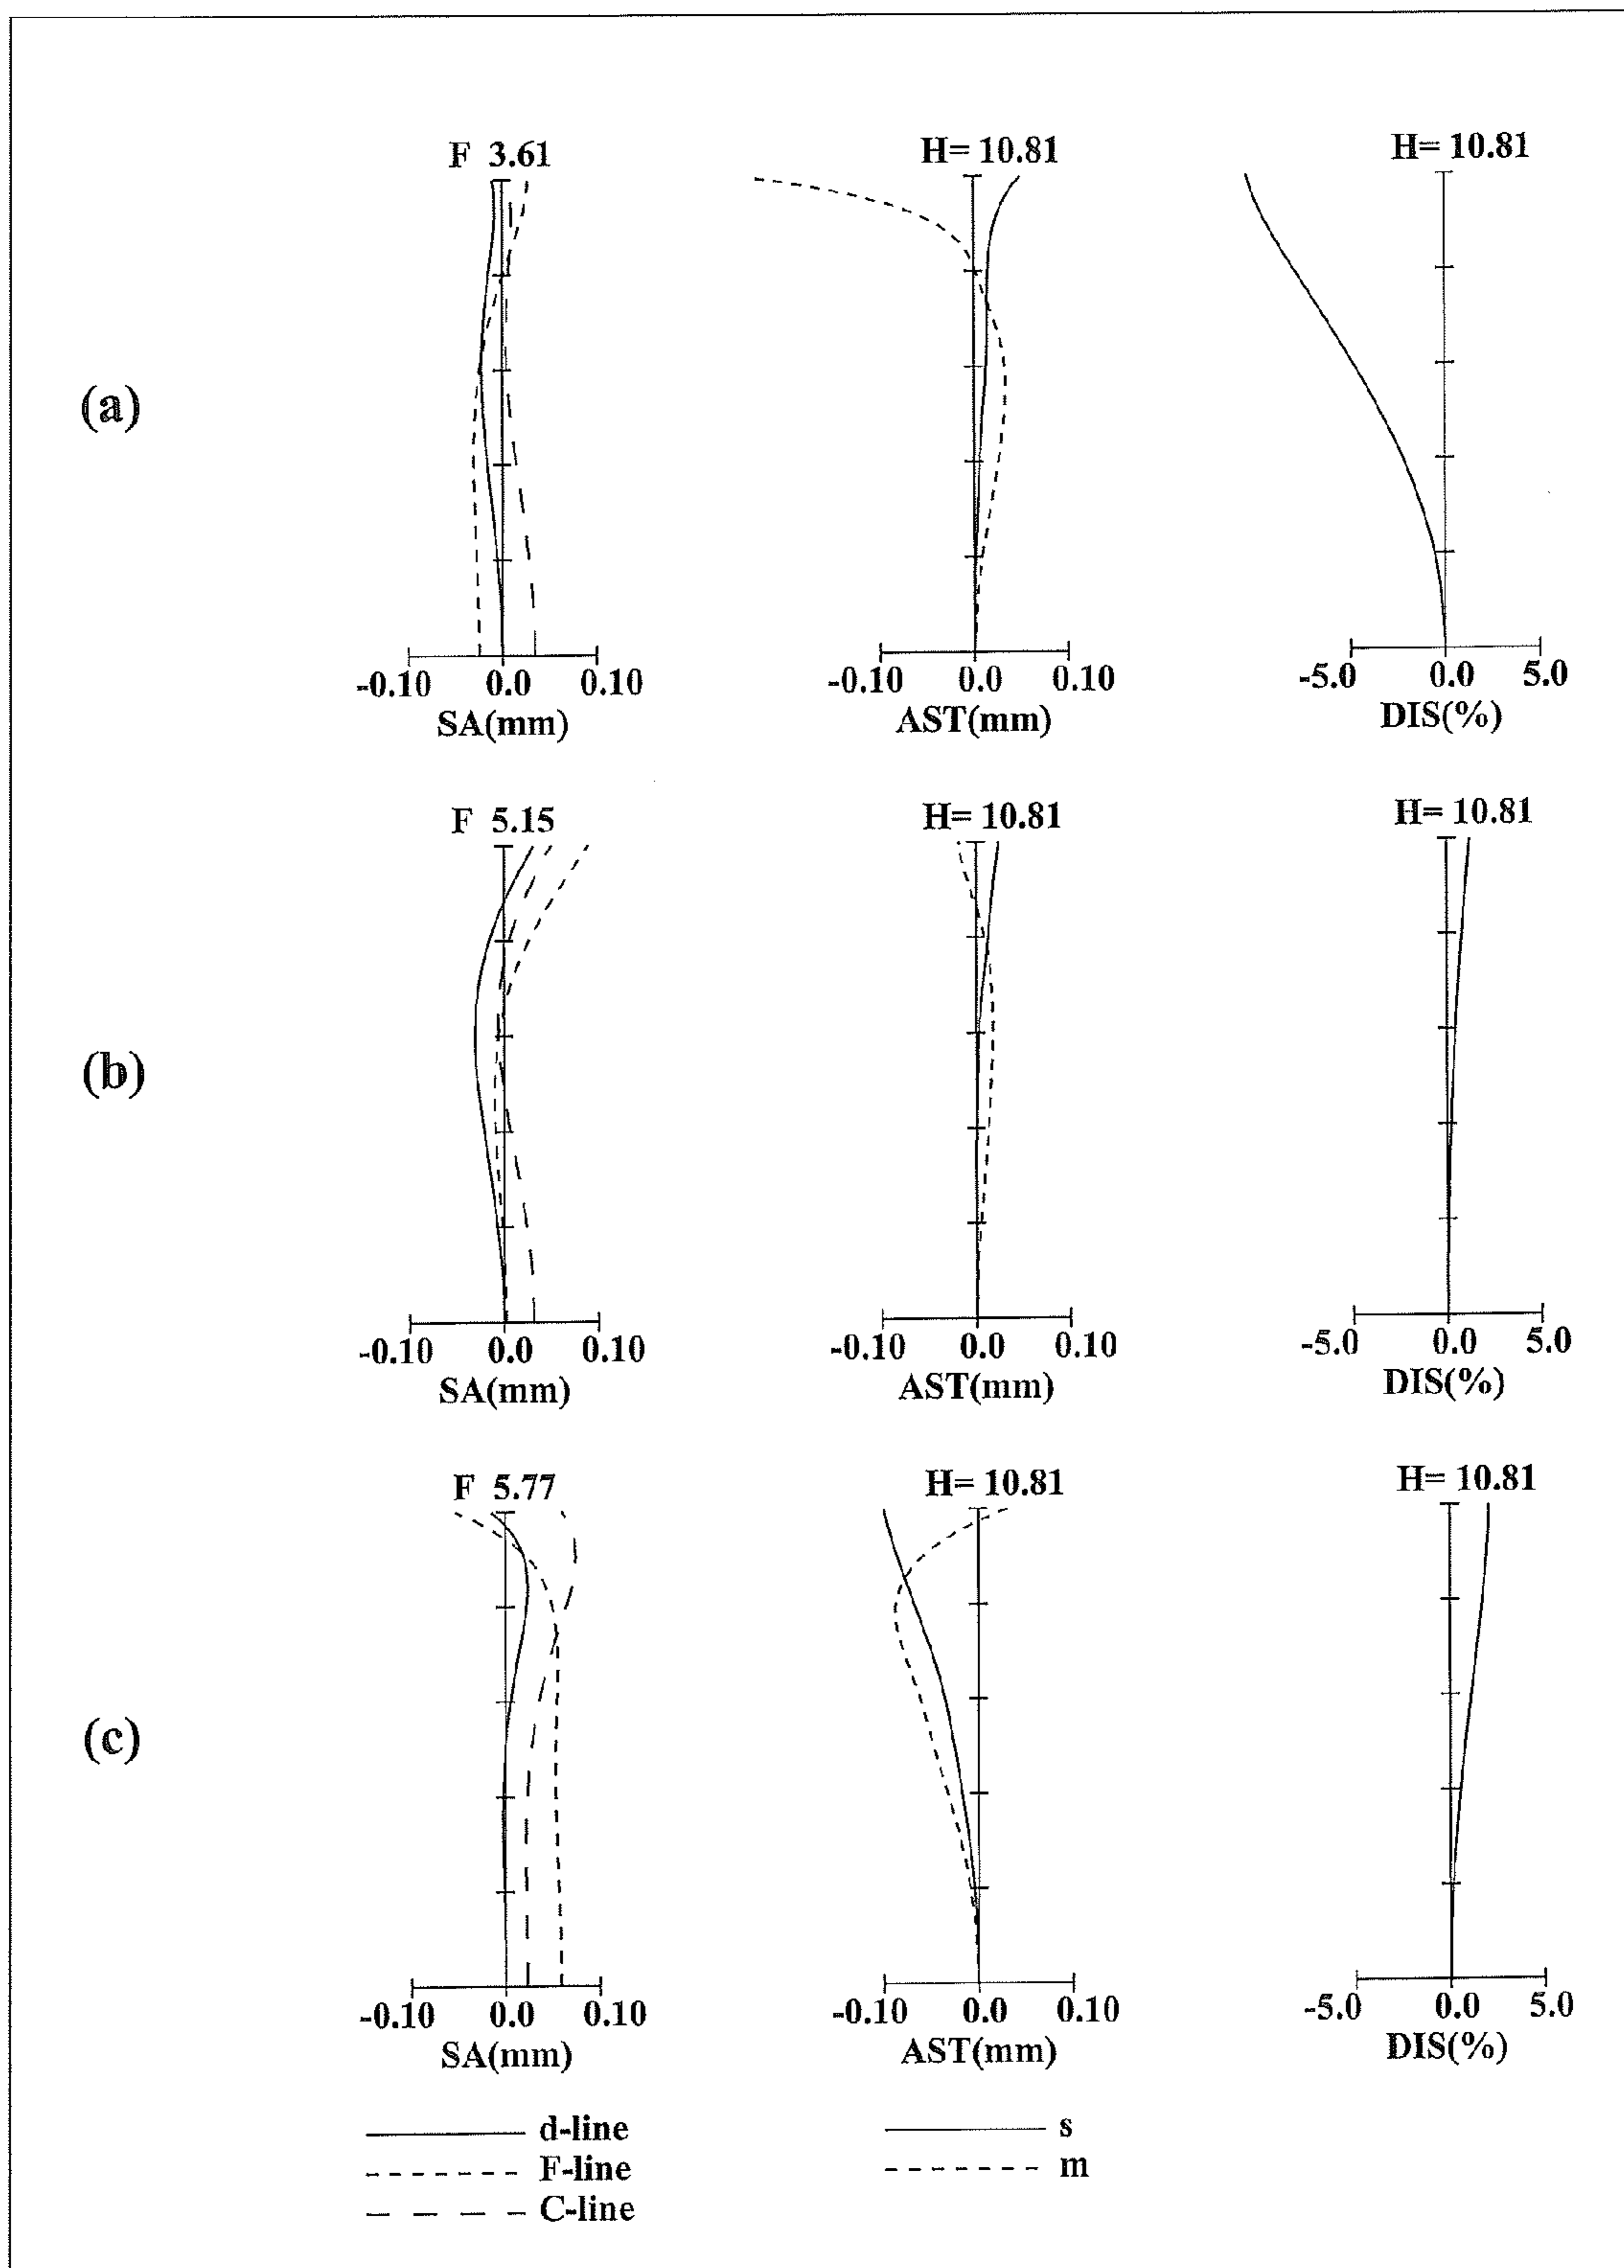 F 3.61 H= 10.81 H= 10.81
(a)
-0.10 0.0 0.10 -0.10 0.0 0.10 -5.0 0.0 5.0
SA(mm) AST(mm) DIS(%)
F 5.15 H= 10.81 H= 10.81
(b)
-0.10 0.0 0.10 -0.10 0.0 0.10 -5.0 0.0 5.0
SA(mm) AST(mm) DIS(%)
F 5.77 H= 10.81 H= 10.81
(c)
-0.10 0.0 0.10 -0.10 0.0 0.10 -5.0 0.0 5.0
SA(mm) AST(mm) DIS(%)
d-line s
F-line m
C-line